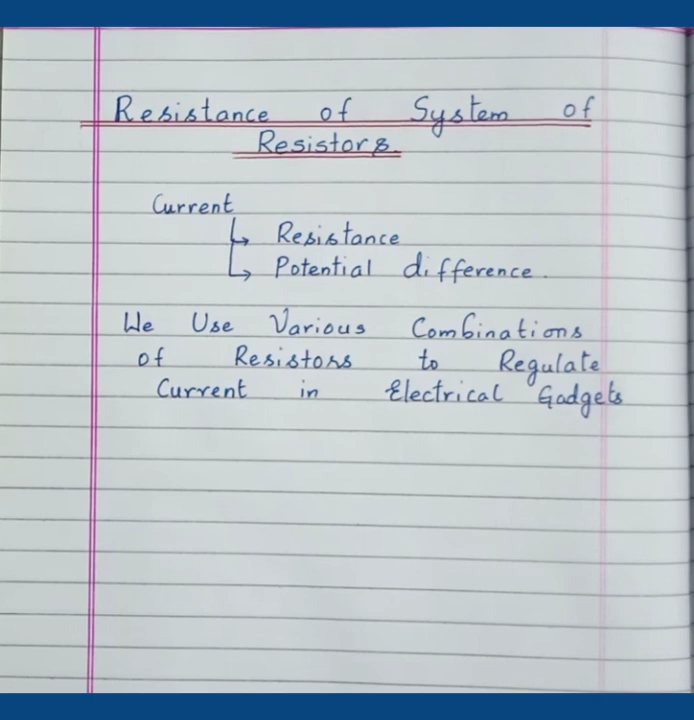 Resistance of System of
Resistors.
Current
↳ Resistance
↳ Potential difference.
We Use Various Combinations
of Resistors to Regulate
Current in Electrical Gadgets